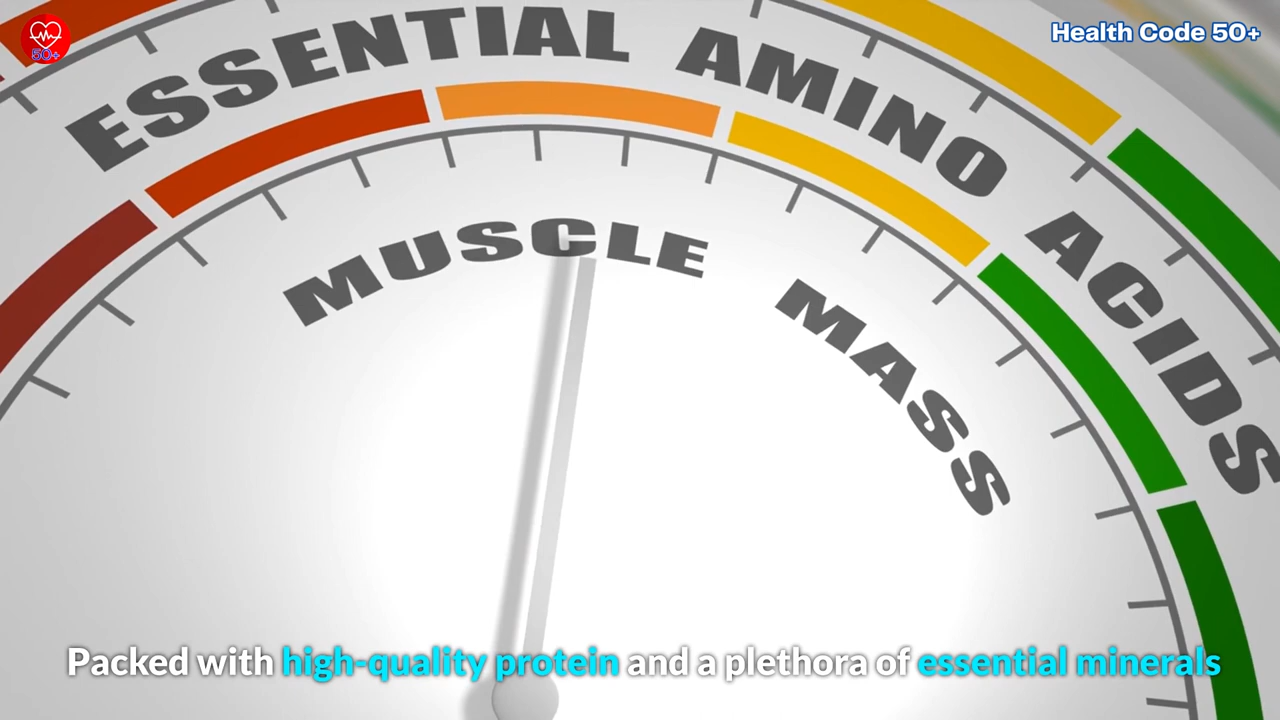 50+
Health Code 50+
ESSENTIAL AMINO ACIDS
MUSCLE MASS
Packed with high-quality protein and a plethora of essential minerals